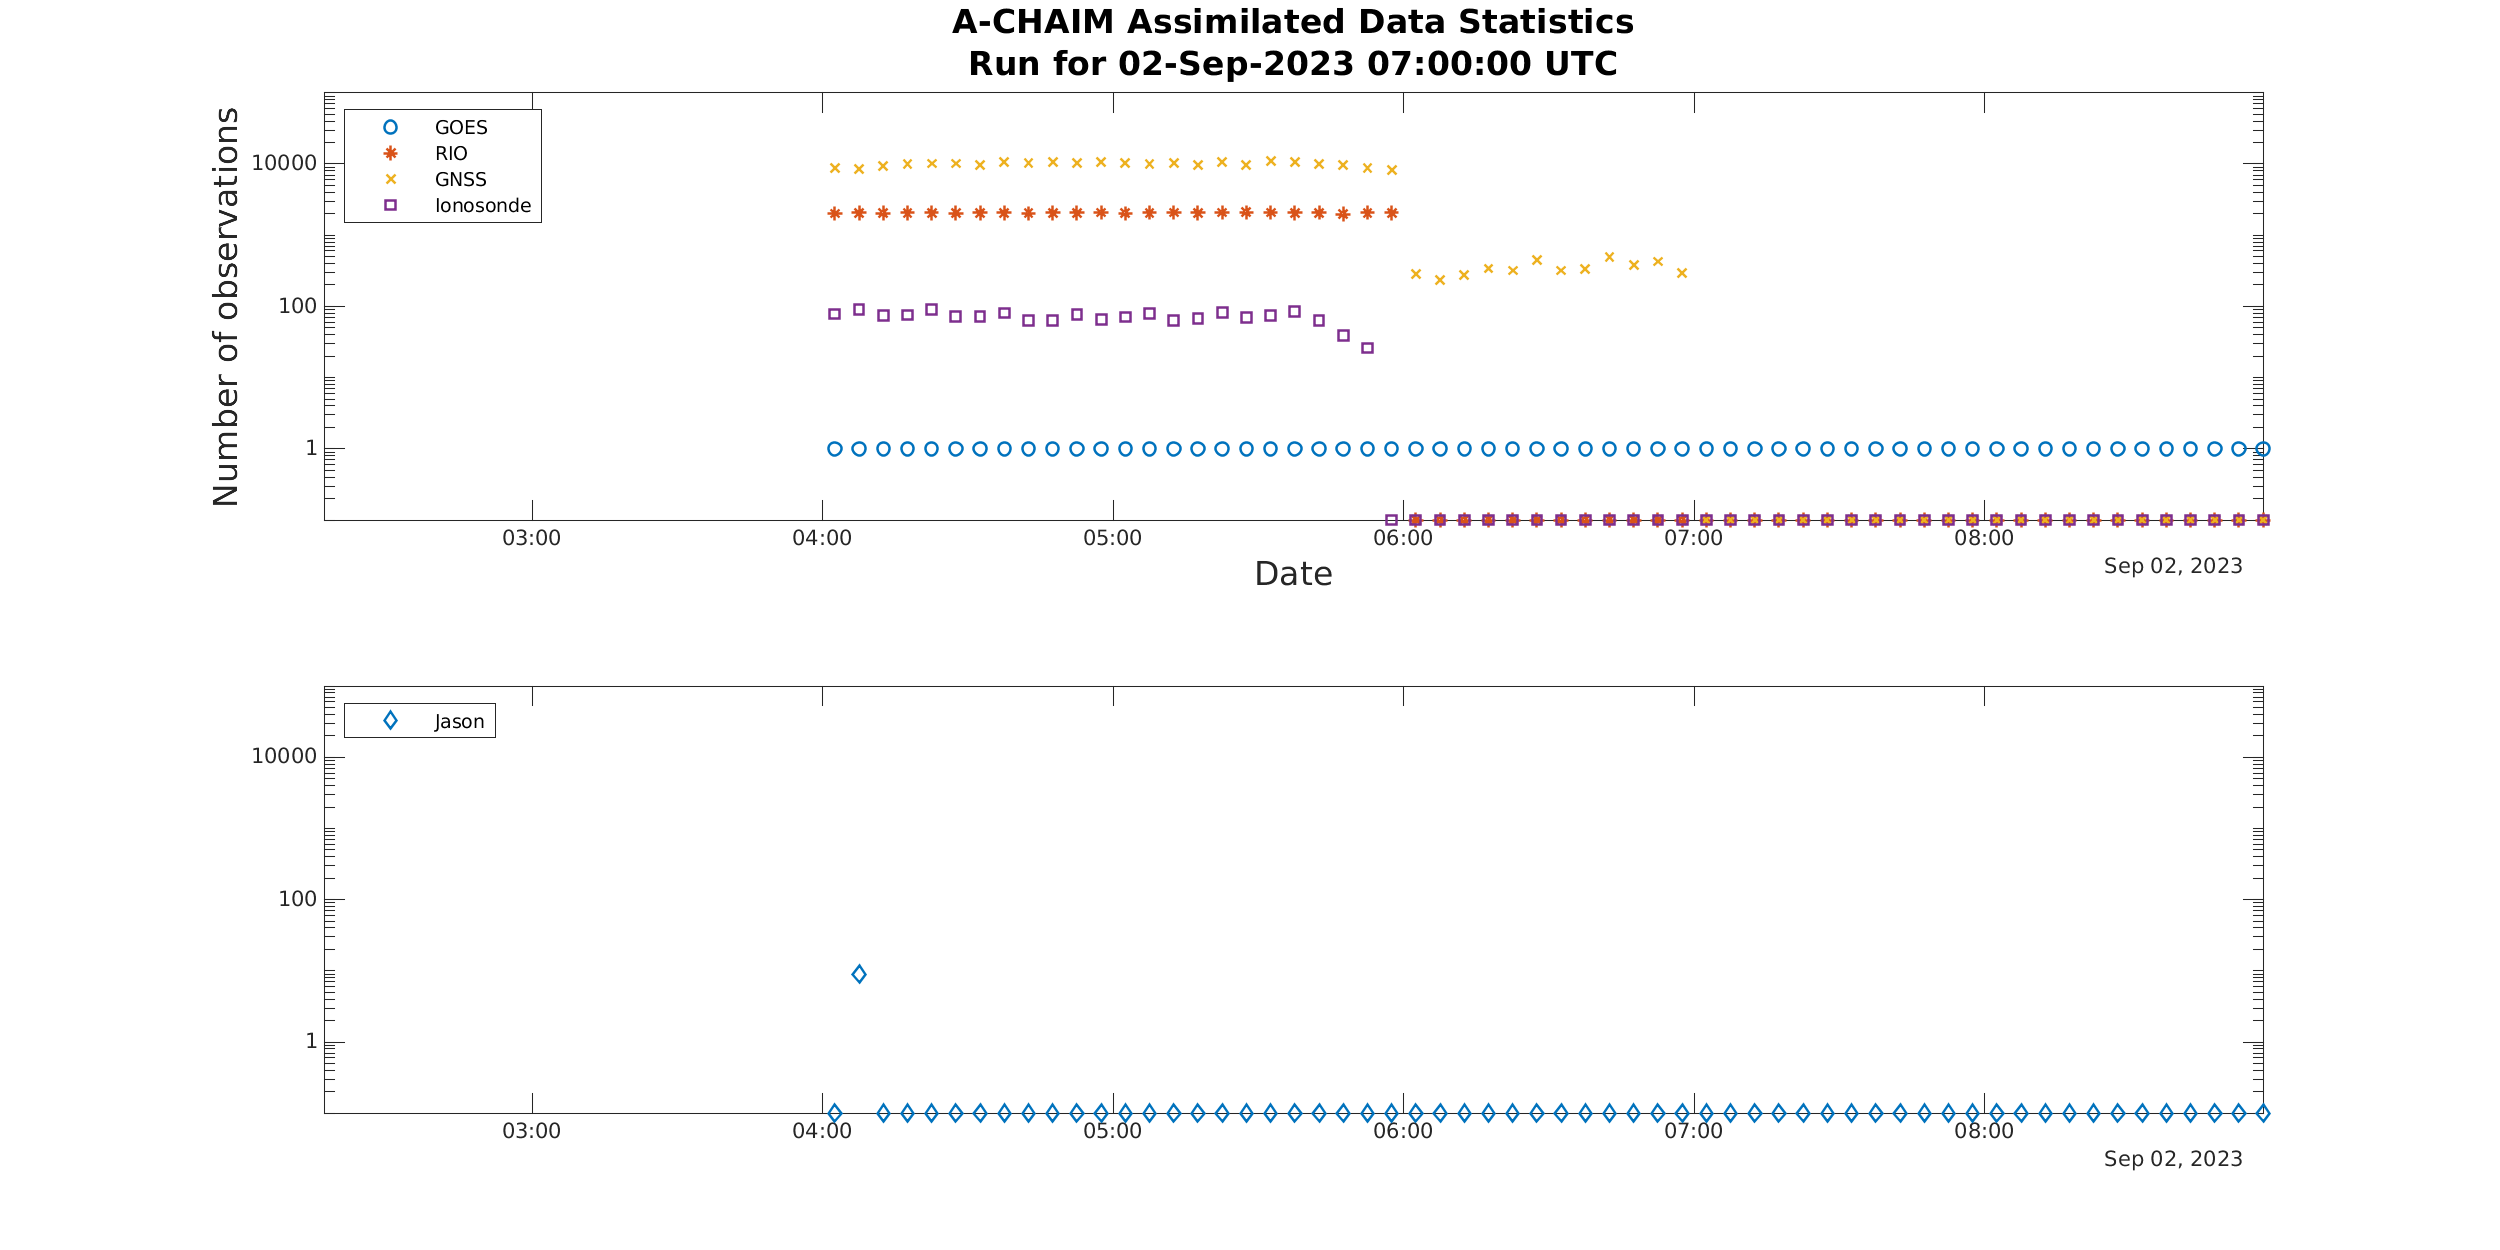 A-CHAIM Assimilated Data Statistics
Run for 02-Sep-2023 07:00:00 UTC
Number of observations
10000
100
1
GOES
RIO
GNSS
Ionosonde
03:00 04:00 05:00 06:00 07:00 08:00
Sep 02, 2023
Date
10000
100
1
Jason
03:00 04:00 05:00 06:00 07:00 08:00
Sep 02, 2023